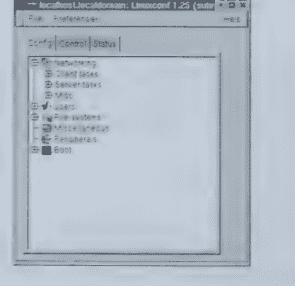 localhost.localdomain: Linuxconf 1.25 (subr
File Preferences Help
Config Control Status
Networking
Client tasks
Server tasks
Misc
Users
File systems
Miscellaneous
Peripherals
Boot